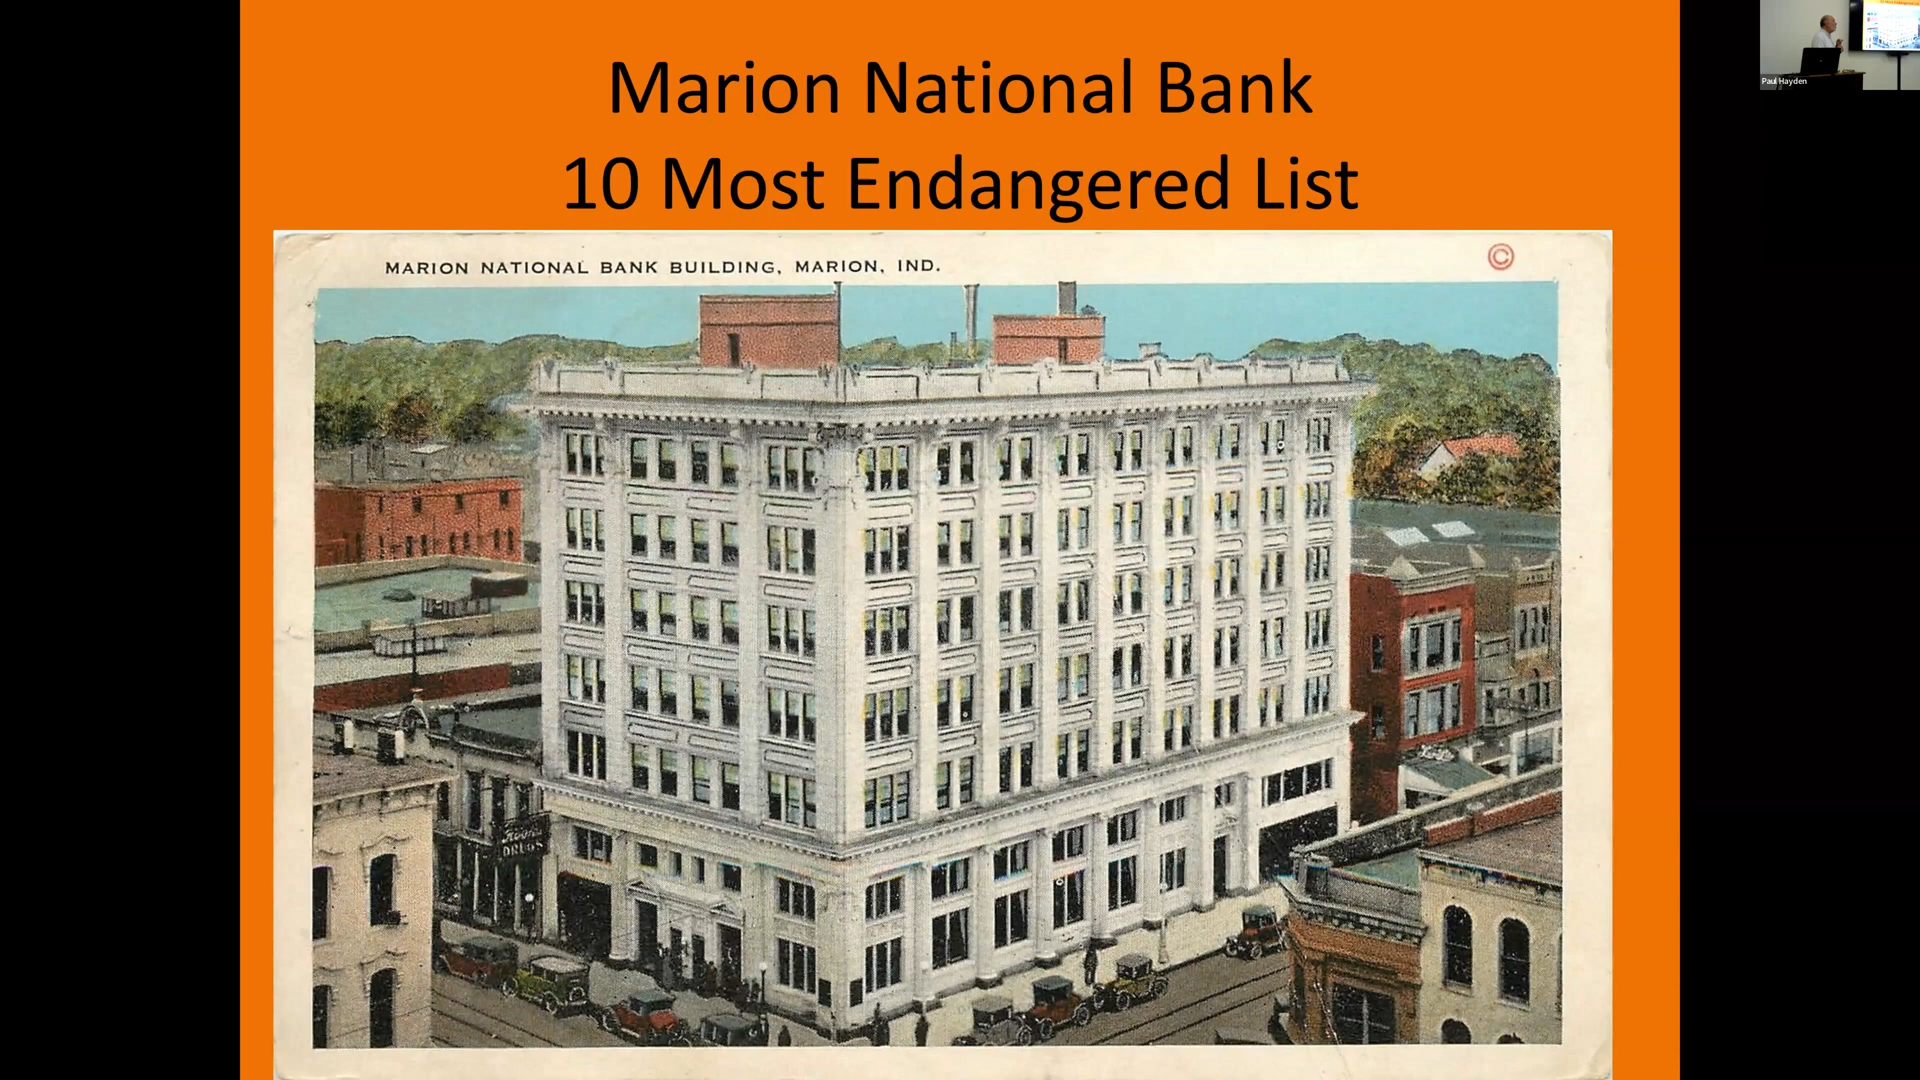 Marion National Bank
10 Most Endangered List
MARION NATIONAL BANK BUILDING, MARION, IND.
©
DRUGS
Paul Hayden